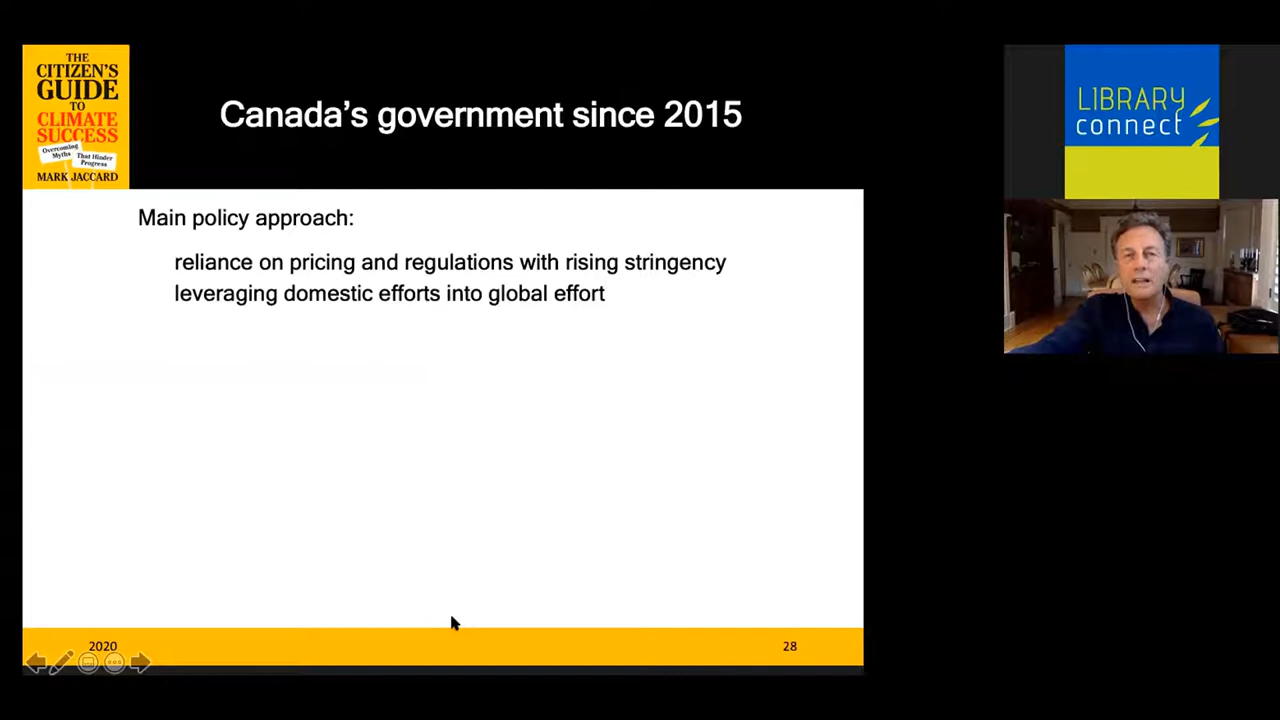 THE
CITIZEN'S
GUIDE
TO
CLIMATE
SUCCESS
Overcoming
Myths
That Hinder
Progress
MARK JACCARD
Canada's government since 2015
LIBRARY
connect
Main policy approach:
reliance on pricing and regulations with rising stringency
leveraging domestic efforts into global effort
2020
28